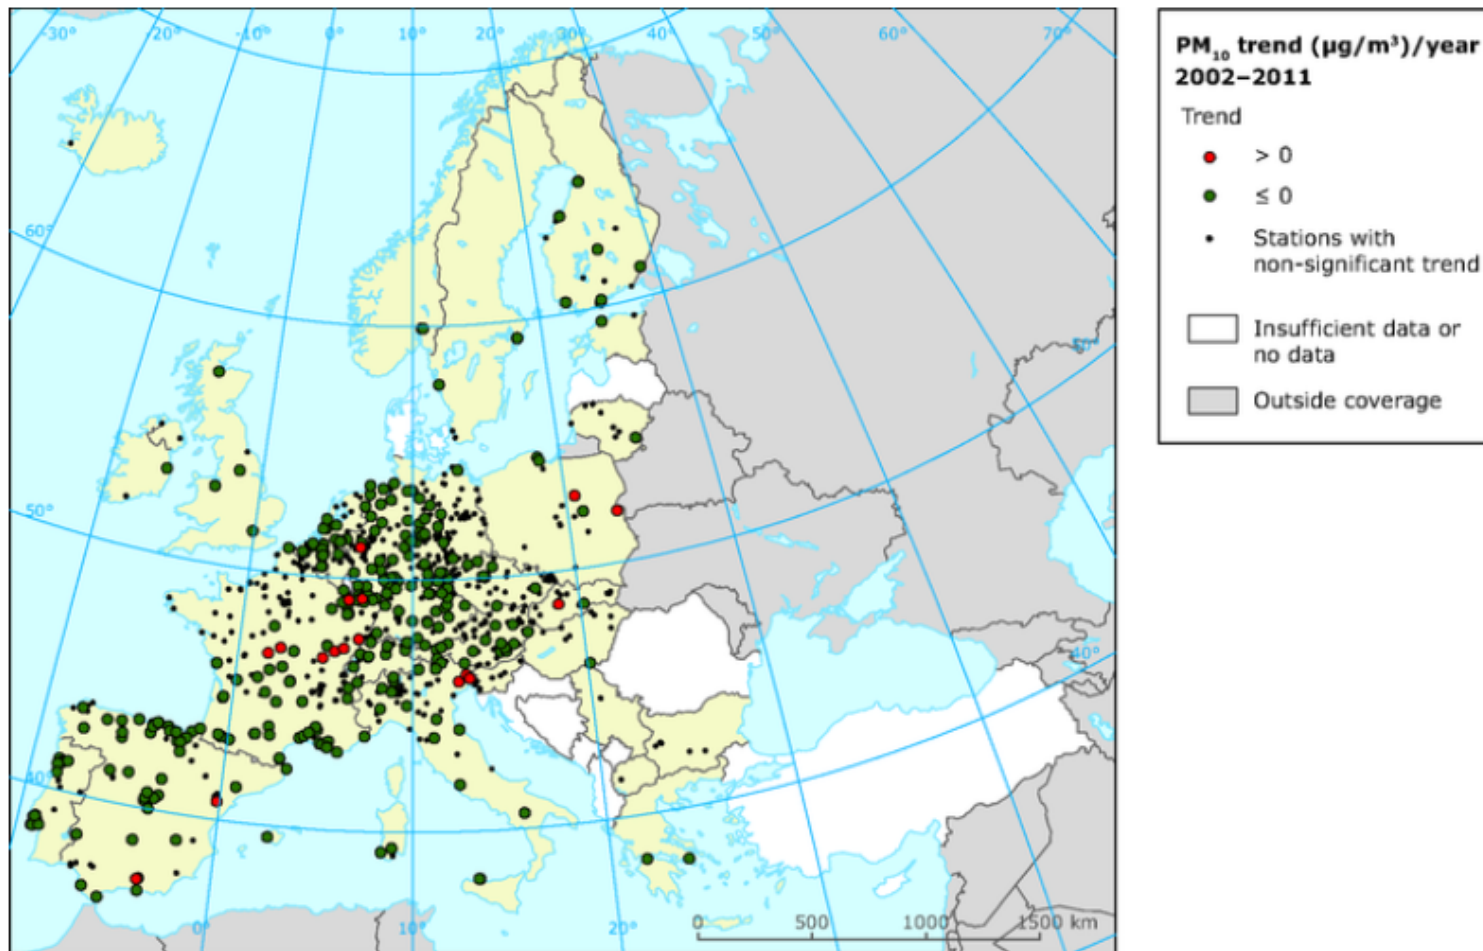 -30° -20° -10° 0° 10° 20° 30° 40° 50° 60° 70°
60°
50°
50°
40°
40°
0° 10° 20°
0 500 1000 1500 km
PM₁₀ trend (µg/m³)/year
2002–2011
Trend
> 0
≤ 0
Stations with
non-significant trend
Insufficient data or
no data
Outside coverage